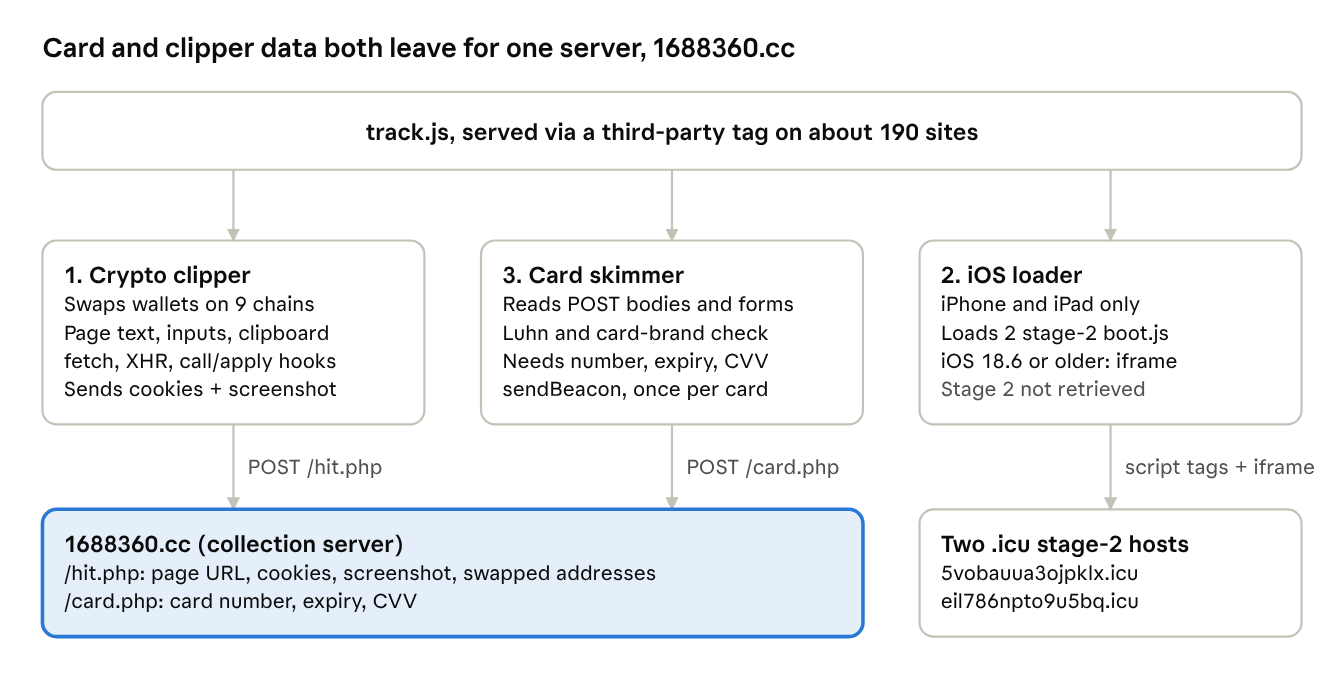 Card and clipper data both leave for one server, 1688360.cc
track.js, served via a third-party tag on about 190 sites
1. Crypto clipper
Swaps wallets on 9 chains
Page text, inputs, clipboard
fetch, XHR, call/apply hooks
Sends cookies + screenshot
3. Card skimmer
Reads POST bodies and forms
Luhn and card-brand check
Needs number, expiry, CVV
sendBeacon, once per card
2. iOS loader
iPhone and iPad only
Loads 2 stage-2 boot.js
iOS 18.6 or older: iframe
Stage 2 not retrieved
POST /hit.php
POST /card.php
script tags + iframe
1688360.cc (collection server)
/hit.php: page URL, cookies, screenshot, swapped addresses
/card.php: card number, expiry, CVV
Two .icu stage-2 hosts
5vobauua3ojpklx.icu
eil786npto9u5bq.icu